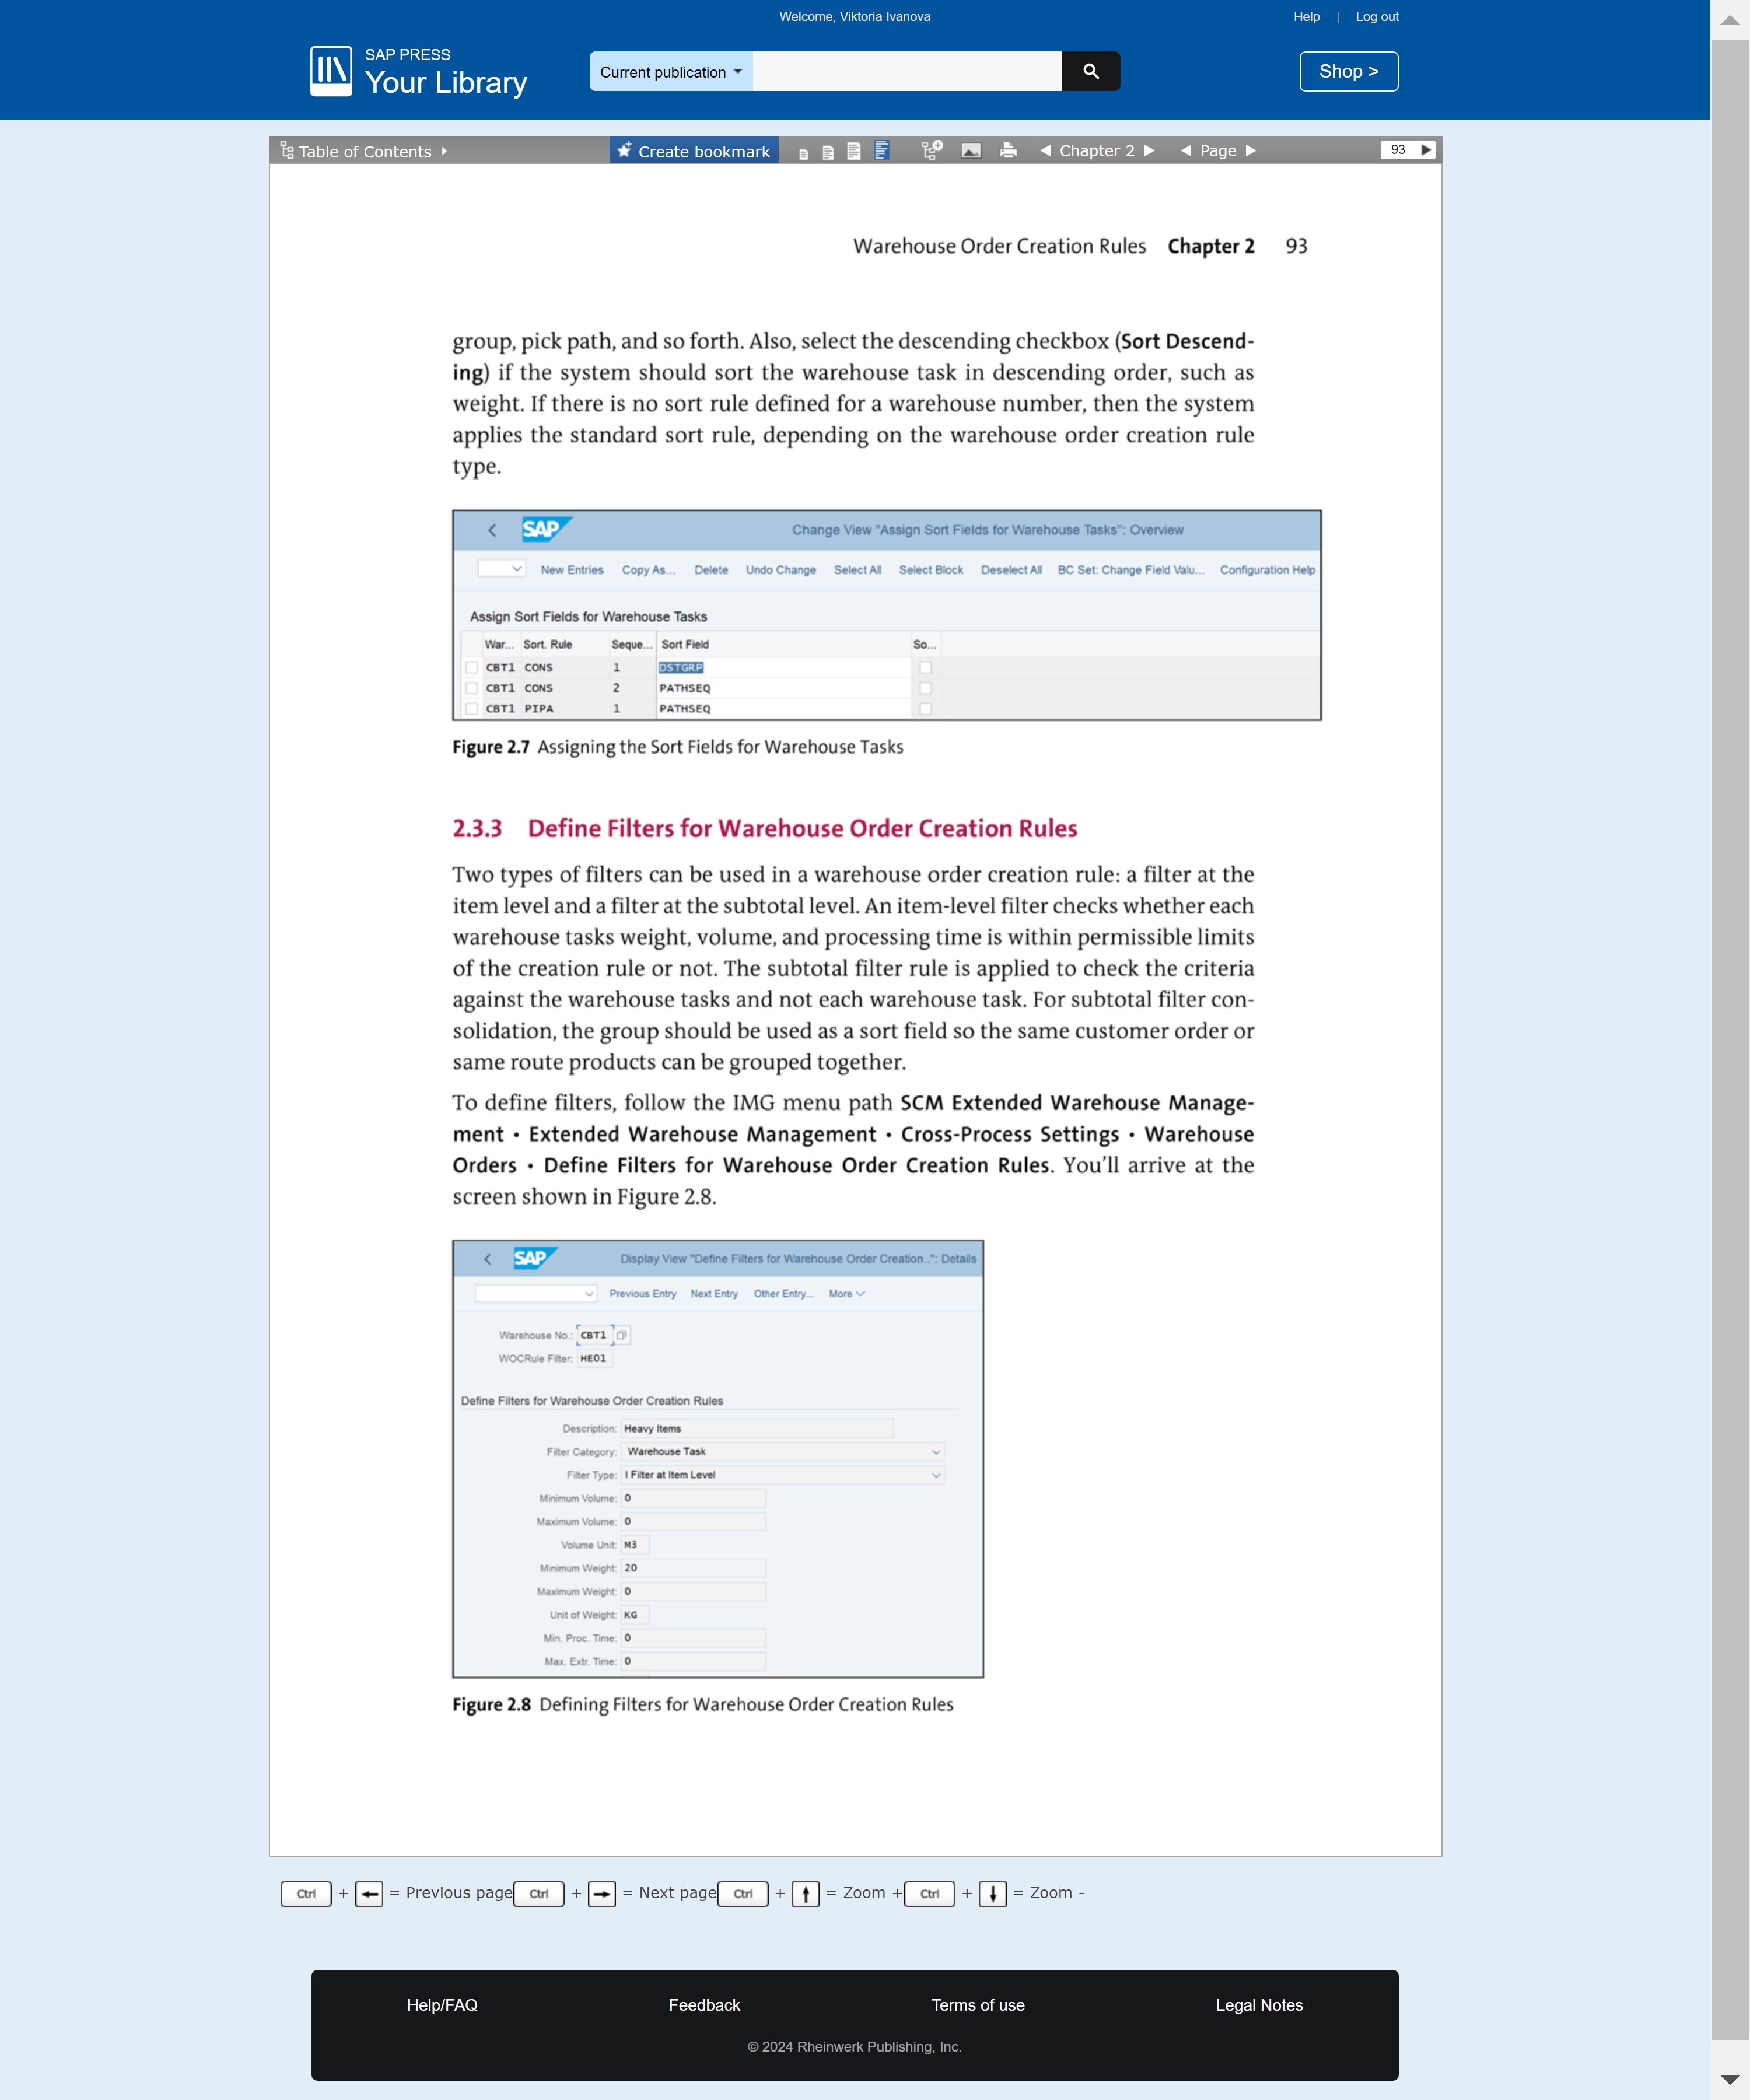 Welcome, Viktoria Ivanova
Help | Log out
SAP PRESS
Your Library
Current publication
Shop >
Table of Contents
Create bookmark
Chapter 2
Page
93
Warehouse Order Creation Rules Chapter 2 93
group, pick path, and so forth. Also, select the descending checkbox (Sort Descend-
ing) if the system should sort the warehouse task in descending order, such as
weight. If there is no sort rule defined for a warehouse number, then the system
applies the standard sort rule, depending on the warehouse order creation rule
type.
SAP Change View "Assign Sort Fields for Warehouse Tasks": Overview
New Entries Copy As... Delete Undo Change Select All Select Block Deselect All BC Set: Change Field Valu... Configuration Help
Assign Sort Fields for Warehouse Tasks
War... Sort. Rule Seque... Sort Field So...
CBT1 CONS 1 DSTGRP
CBT1 CONS 2 PATHSEQ
CBT1 PIPA 1 PATHSEQ
Figure 2.7 Assigning the Sort Fields for Warehouse Tasks
2.3.3 Define Filters for Warehouse Order Creation Rules
Two types of filters can be used in a warehouse order creation rule: a filter at the
item level and a filter at the subtotal level. An item-level filter checks whether each
warehouse tasks weight, volume, and processing time is within permissible limits
of the creation rule or not. The subtotal filter rule is applied to check the criteria
against the warehouse tasks and not each warehouse task. For subtotal filter con-
solidation, the group should be used as a sort field so the same customer order or
same route products can be grouped together.
To define filters, follow the IMG menu path SCM Extended Warehouse Manage-
ment • Extended Warehouse Management • Cross-Process Settings • Warehouse
Orders • Define Filters for Warehouse Order Creation Rules. You’ll arrive at the
screen shown in Figure 2.8.
SAP Display View "Define Filters for Warehouse Order Creation..": Details
Previous Entry Next Entry Other Entry... More
Warehouse No.: CBT1
WOCRule Filter: HE01
Define Filters for Warehouse Order Creation Rules
Description: Heavy Items
Filter Category: Warehouse Task
Filter Type: I Filter at Item Level
Minimum Volume: 0
Maximum Volume: 0
Volume Unit: M3
Minimum Weight: 20
Maximum Weight: 0
Unit of Weight: KG
Min. Proc. Time: 0
Max. Extr. Time: 0
Figure 2.8 Defining Filters for Warehouse Order Creation Rules
Ctrl + ← = Previous page Ctrl + → = Next page Ctrl + ↑ = Zoom + Ctrl + ↓ = Zoom -
Help/FAQ Feedback Terms of use Legal Notes
© 2024 Rheinwerk Publishing, Inc.